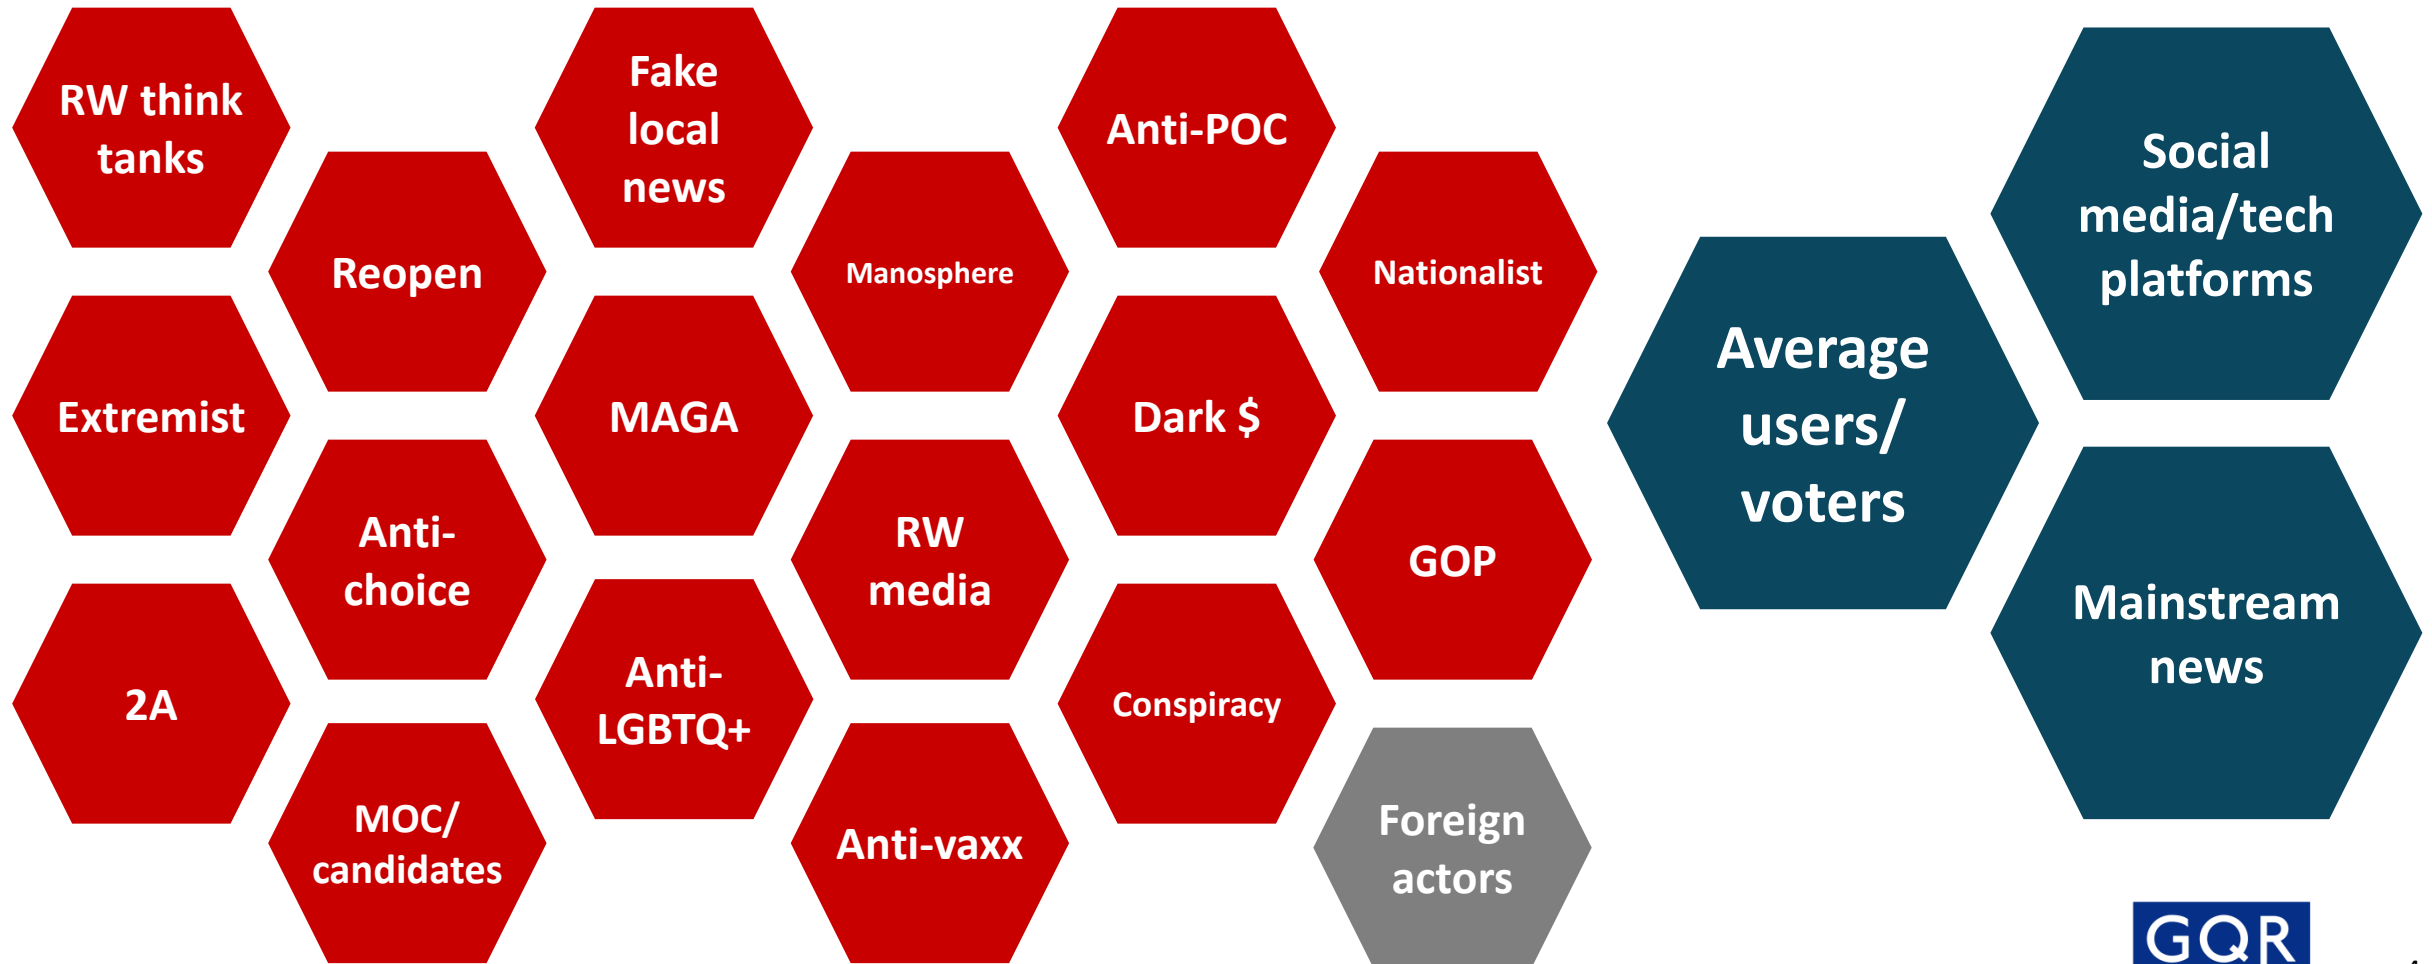 RW think
tanks
Fake
local
news
Anti-POC
Reopen
Manosphere
Nationalist
Extremist
MAGA
Dark $
Anti-
choice
RW
media
GOP
2A
Anti-
LGBTQ+
Conspiracy
MOC/
candidates
Anti-vaxx
Foreign
actors
Average
users/
voters
Social
media/tech
platforms
Mainstream
news
GQR